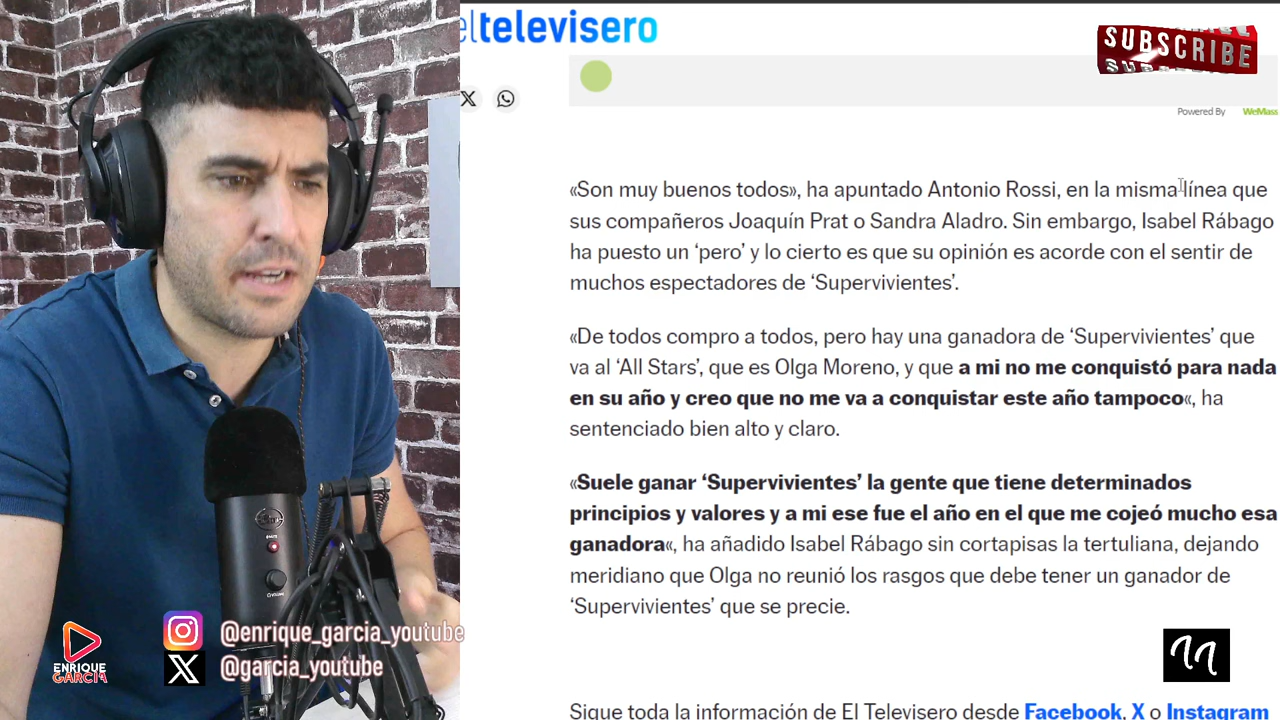 eltelevisero
SUBSCRIBE
Powered By WeMass
«Son muy buenos todos», ha apuntado Antonio Rossi, en la misma línea que
sus compañeros Joaquín Prat o Sandra Aladro. Sin embargo, Isabel Rábago
ha puesto un ‘pero’ y lo cierto es que su opinión es acorde con el sentir de
muchos espectadores de ‘Supervivientes’.
«De todos compro a todos, pero hay una ganadora de ‘Supervivientes’ que
va al ‘All Stars’, que es Olga Moreno, y que a mi no me conquistó para nada
en su año y creo que no me va a conquistar este año tampoco«, ha
sentenciado bien alto y claro.
«Suele ganar ‘Supervivientes’ la gente que tiene determinados
principios y valores y a mi ese fue el año en el que me cojeó mucho esa
ganadora«, ha añadido Isabel Rábago sin cortapisas la tertuliana, dejando
meridiano que Olga no reunió los rasgos que debe tener un ganador de
‘Supervivientes’ que se precie.
Sigue toda la información de El Televisero desde Facebook, X o Instagram
ENRIQUE
GARCIA
@enrique_garcia_youtube
@garcia_youtube